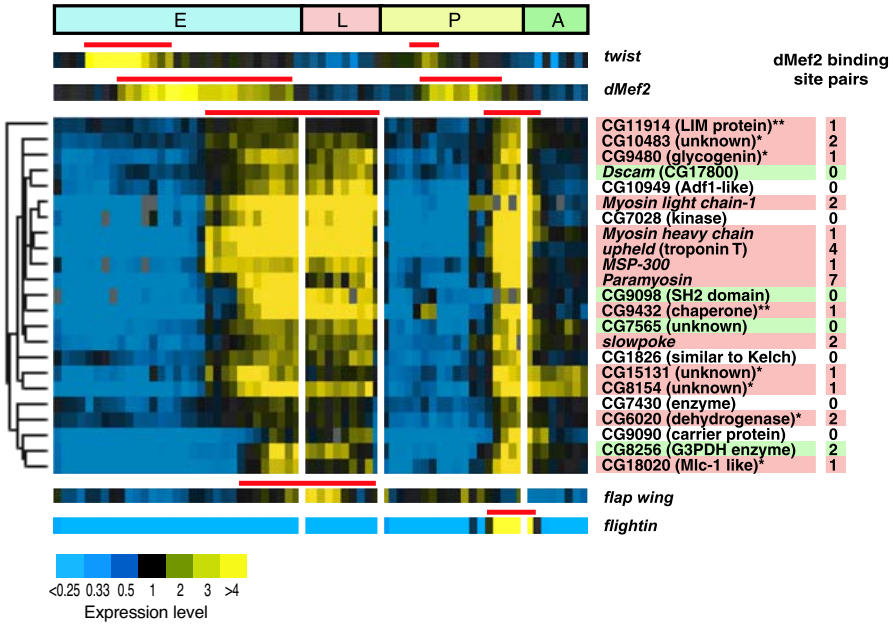 E L P A
twist
dMef2
dMef2 binding
site pairs
CG11914 (LIM protein)** 1
CG10483 (unknown)* 2
CG9480 (glycogenin)* 1
Dscam (CG17800) 0
CG10949 (Adf1-like) 0
Myosin light chain-1 2
CG7028 (kinase) 0
Myosin heavy chain 1
upheld (troponin T) 4
MSP-300 1
Paramyosin 7
CG9098 (SH2 domain) 0
CG9432 (chaperone)** 1
CG7565 (unknown) 0
slowpoke 2
CG1826 (similar to Kelch) 0
CG15131 (unknown)* 1
CG8154 (unknown)* 1
CG7430 (enzyme) 0
CG6020 (dehydrogenase)* 2
CG9090 (carrier protein) 0
CG8256 (G3PDH enzyme) 2
CG18020 (Mlc-1 like)* 1
flap wing
flightin
<0.25 0.33 0.5 1 2 3 >4
Expression level